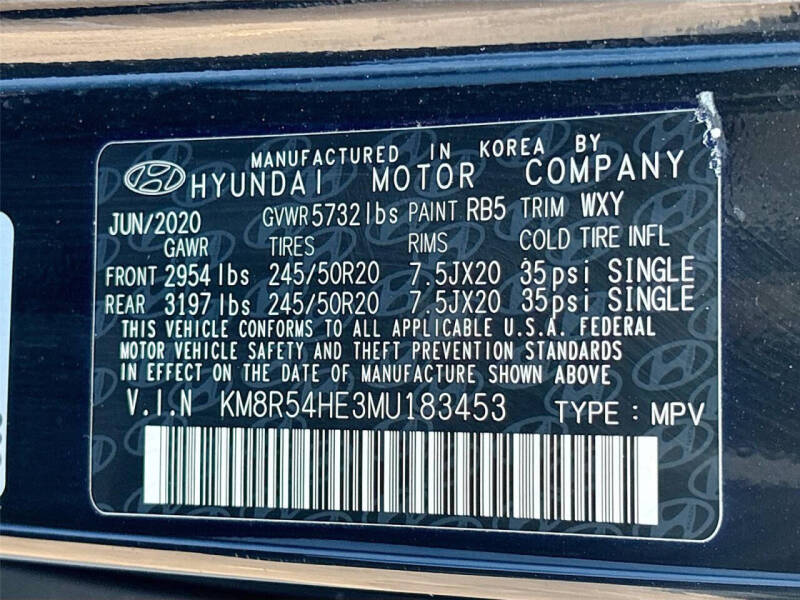 MANUFACTURED IN KOREA BY
HYUNDAI MOTOR COMPANY
JUN/2020 GVWR 5732 lbs PAINT RB5 TRIM WXY
GAWR TIRES RIMS COLD TIRE INFL
FRONT 2954 lbs 245/50R20 7.5JX20 35psi SINGLE
REAR 3197 lbs 245/50R20 7.5JX20 35psi SINGLE
THIS VEHICLE CONFORMS TO ALL APPLICABLE U.S.A. FEDERAL
MOTOR VEHICLE SAFETY AND THEFT PREVENTION STANDARDS
IN EFFECT ON THE DATE OF MANUFACTURE SHOWN ABOVE
V.I.N KM8R54HE3MU183453 TYPE : MPV